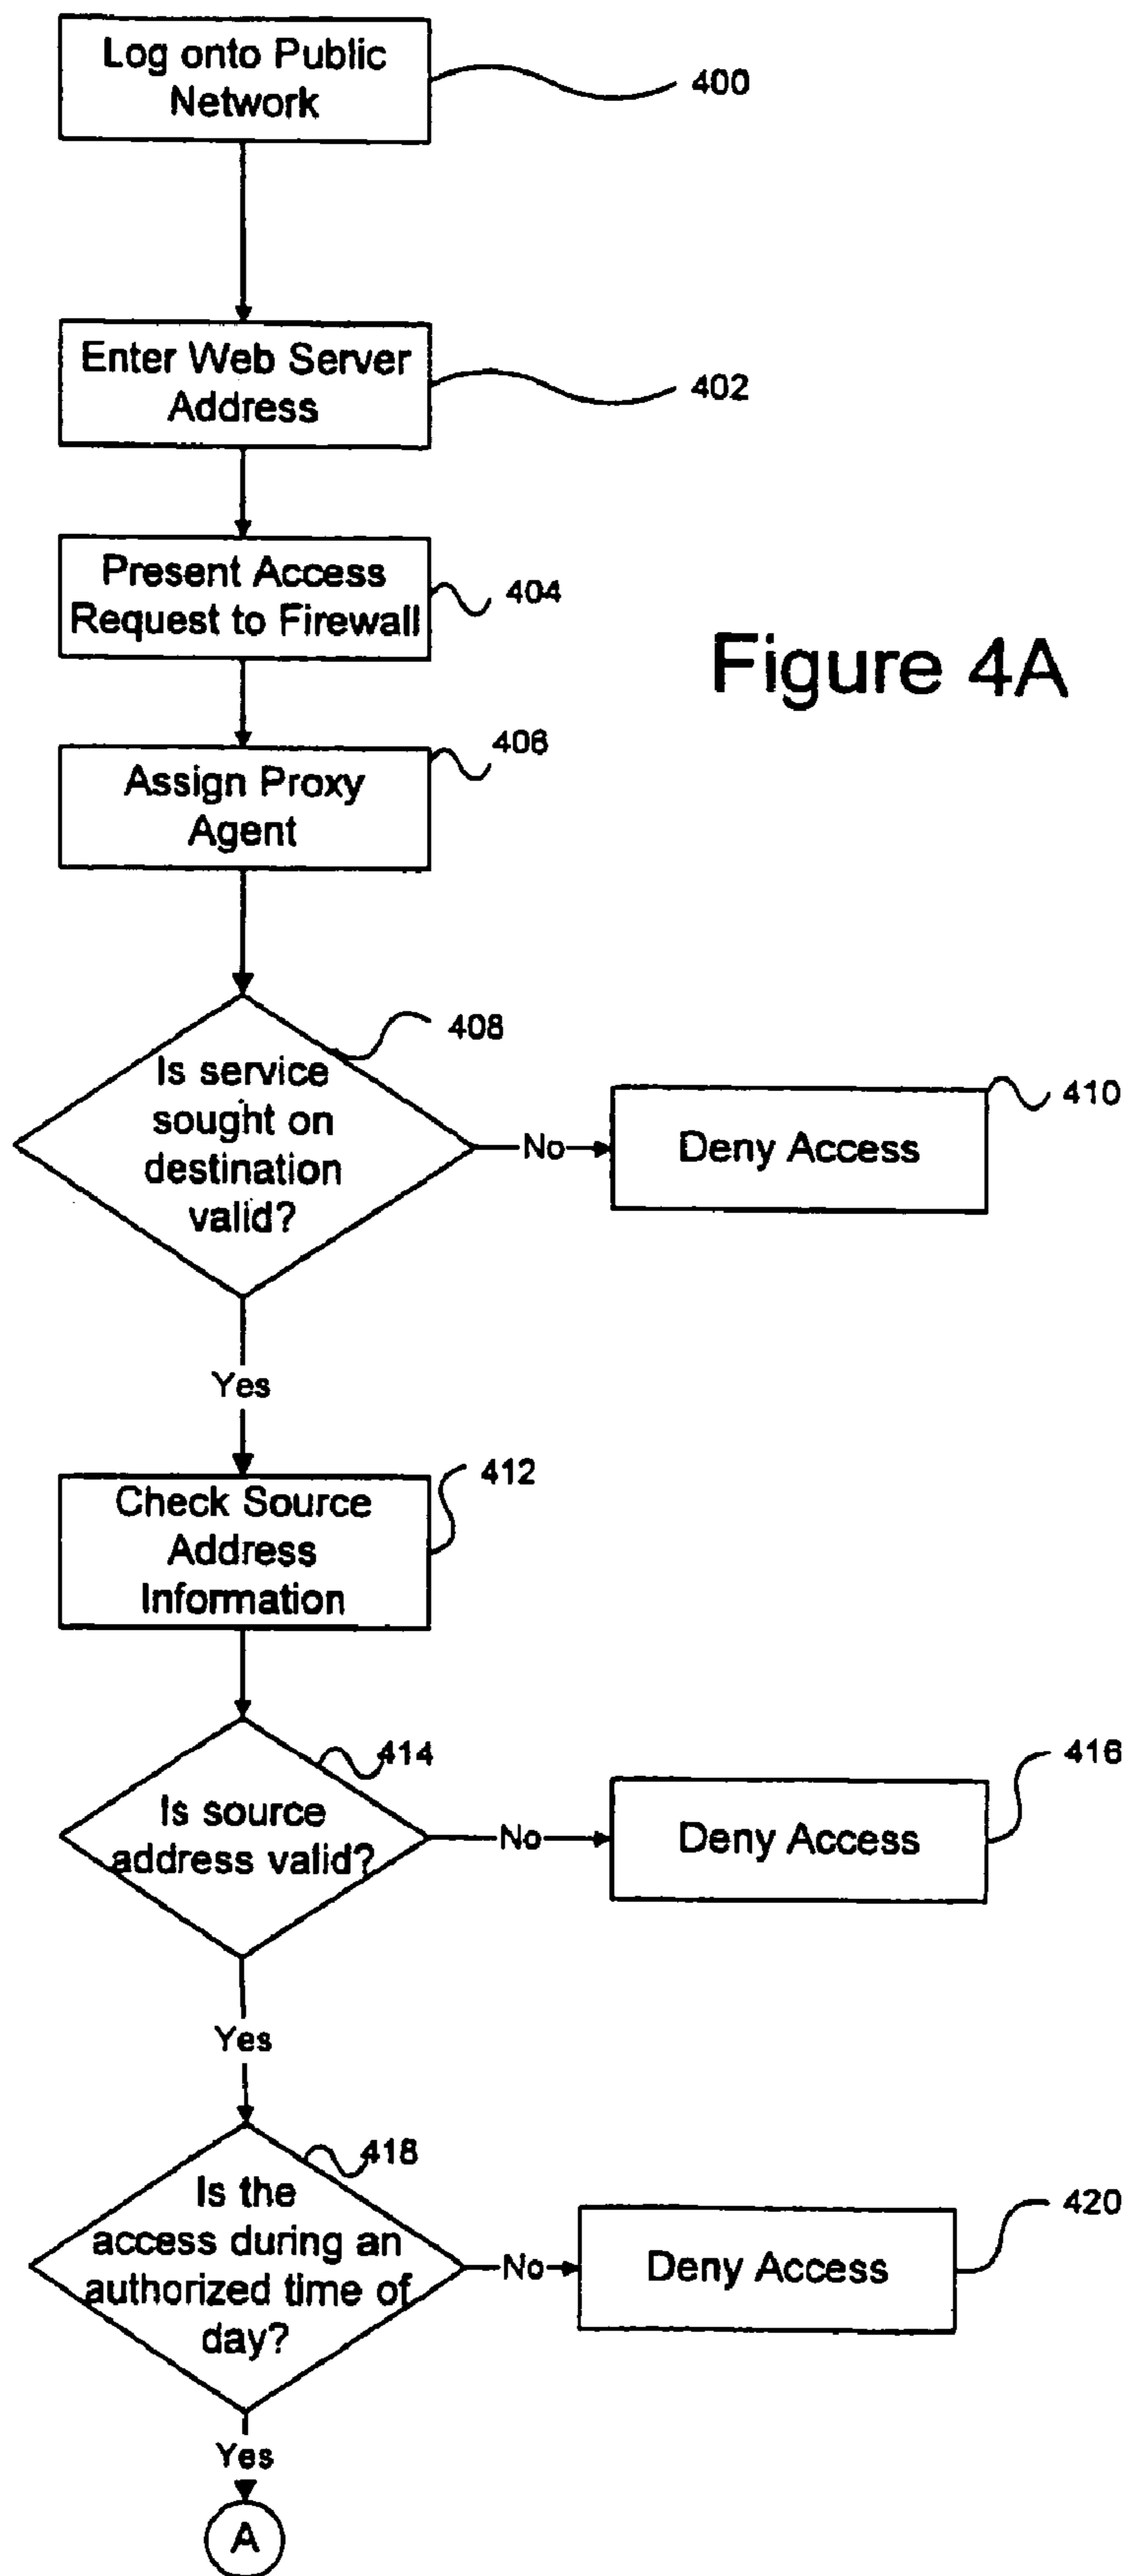 Log onto Public
Network
400
Enter Web Server
Address
402
Present Access
Request to Firewall
404
Figure 4A
406
Assign Proxy
Agent
408
Is service
sought on
destination
valid?
No
Deny Access
410
Yes
412
Check Source
Address
Information
414
Is source
address valid?
No
Deny Access
416
Yes
418
Is the
access during an
authorized time of
day?
No
Deny Access
420
Yes
A